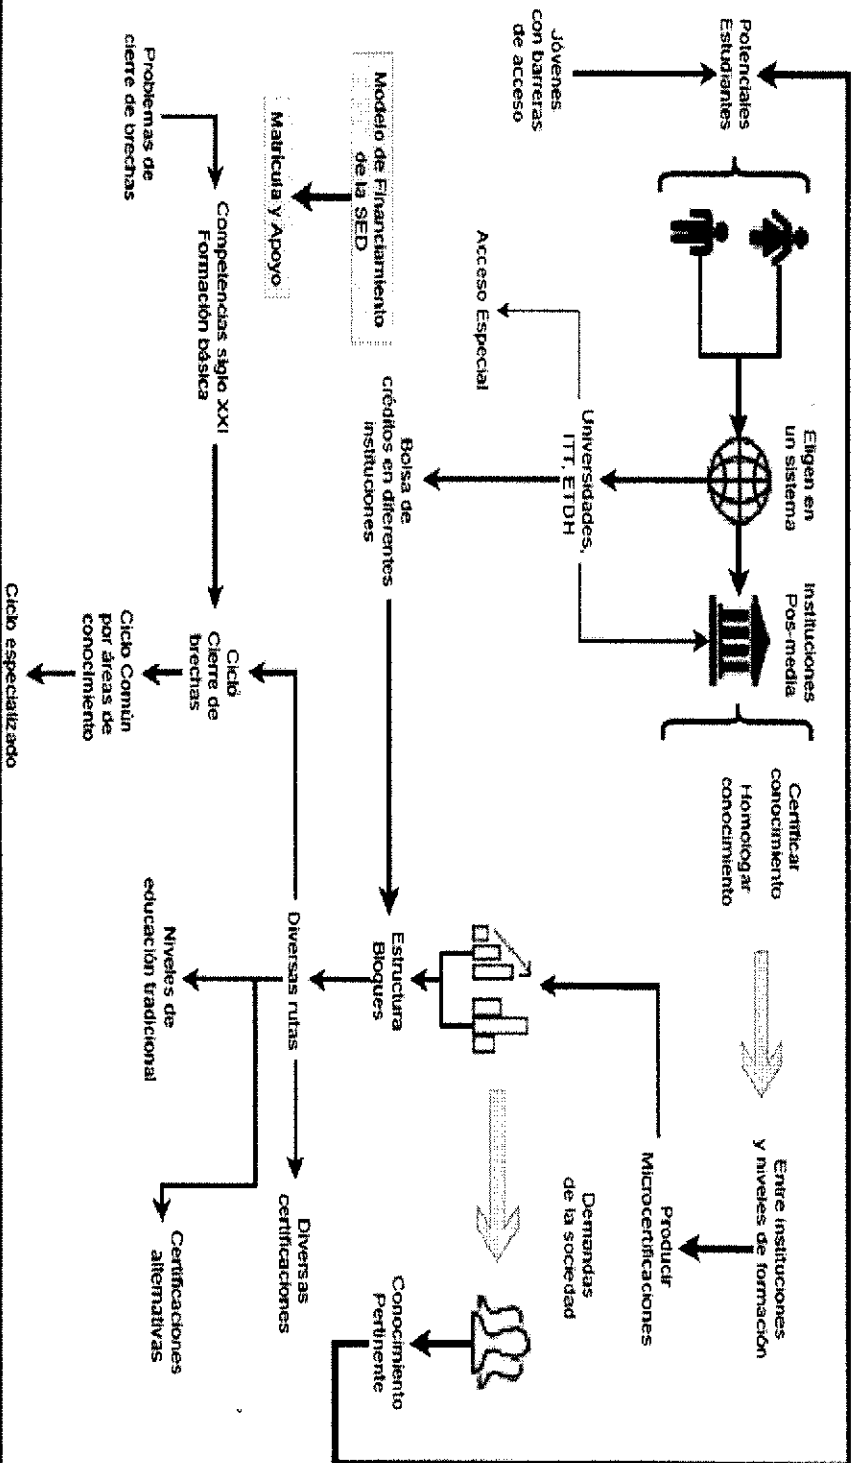 Potenciales
Estudiantes
Eligen en
un sistema
Instituciones
Pos-media
Certificar
conocimiento
Homologar
conocimiento
Entre instituciones
y niveles de formación
Jóvenes
con barreras
de acceso
Universidades,
ITT, ETDH
Acceso Especial
Producir
Microcertificaciones
Demandas
de la sociedad
Modelo de Financiamiento
de la SED
Matrícula y Apoyo
Bolsa de
créditos en diferentes
instituciones
Estructura
Bloques
Conocimiento
Pertinente
Problemas de
cierre de brechas
Competencias siglo XXI
Formación básica
Ciclo
Cierre de
brechas
Diversas rutas
Diversas
certificaciones
Ciclo Común
por áreas de
conocimiento
Niveles de
educación tradicional
Certificaciones
alternativas
Ciclo especializado